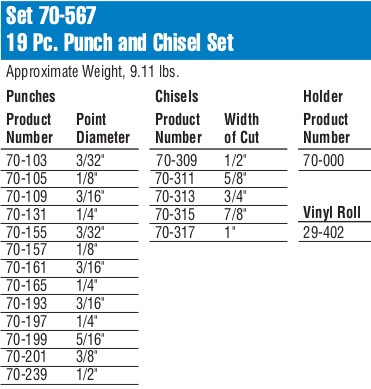 Set 70-567
19 Pc. Punch and Chisel Set
Approximate Weight, 9.11 lbs.
Punches Chisels Holder
Product Point Product Width Product
Number Diameter Number of Cut Number
70-103 3/32" 70-309 1/2" 70-000
70-105 1/8" 70-311 5/8"
70-109 3/16" 70-313 3/4"
70-131 1/4" 70-315 7/8" Vinyl Roll
70-155 3/32" 70-317 1" 29-402
70-157 1/8"
70-161 3/16"
70-165 1/4"
70-193 3/16"
70-197 1/4"
70-199 5/16"
70-201 3/8"
70-239 1/2"